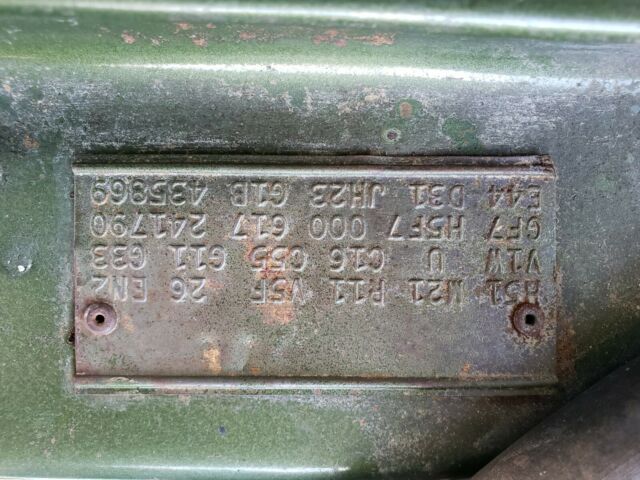 H51 M21 R11 V5F 26 EN2
V1W U C16 C55 G11 G33
GF7 H5F7 000 617 241790
E44 D31 JH23 G1B 435869